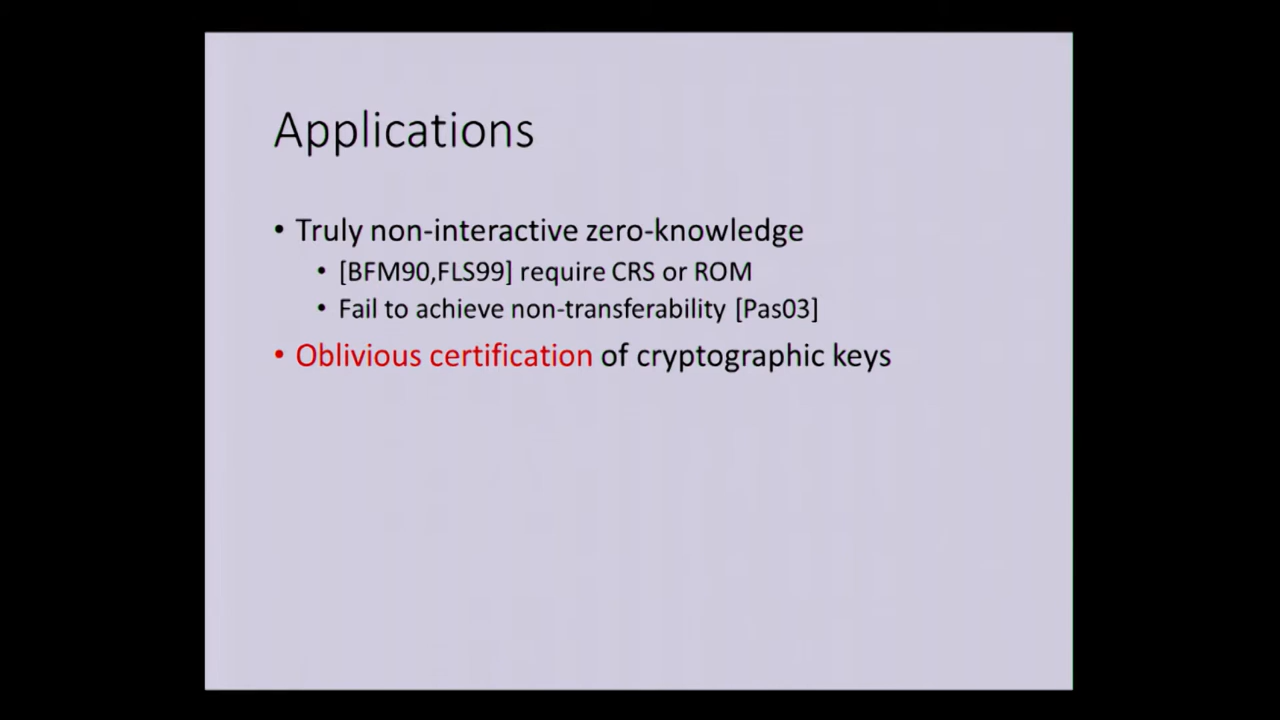 Applications
• Truly non-interactive zero-knowledge
• [BFM90,FLS99] require CRS or ROM
• Fail to achieve non-transferability [Pas03]
• Oblivious certification of cryptographic keys